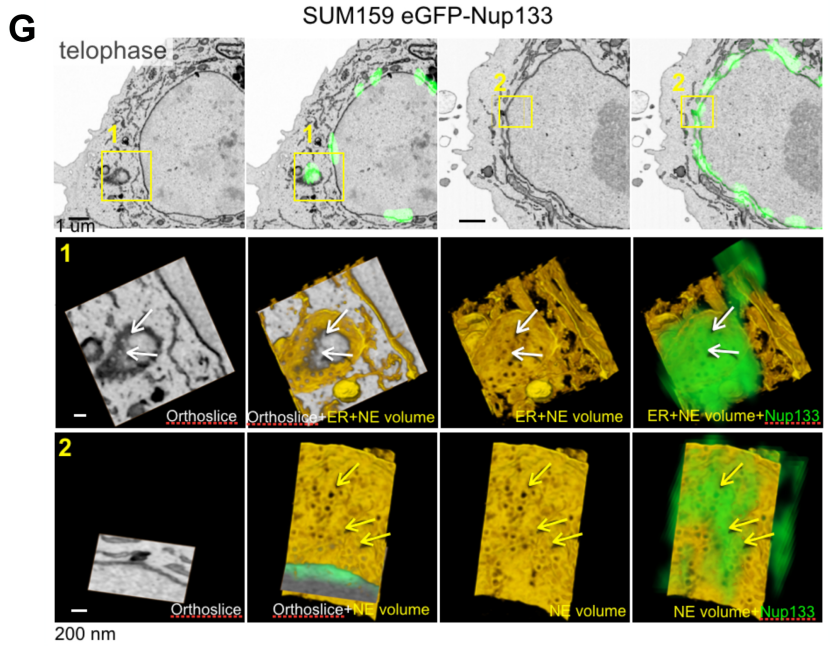 SUM159 eGFP-Nup133
G
telophase
1
1
2
2
1 um
1
Orthoslice
Orthoslice+ER+NE volume
ER+NE volume
ER+NE volume+Nup133
2
Orthoslice
Orthoslice+NE volume
NE volume
NE volume+Nup133
200 nm